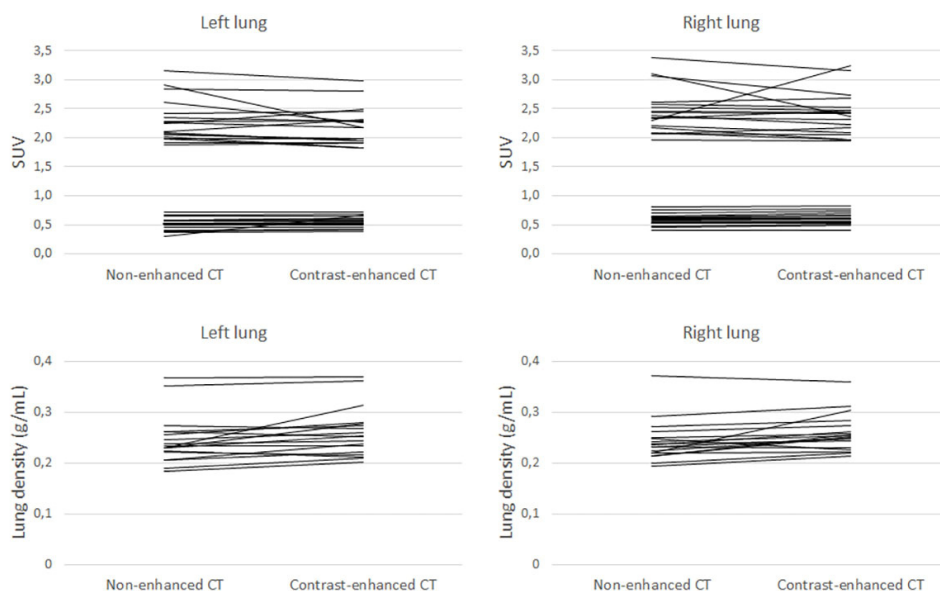 Left lung
3,5
3,0
2,5
2,0
1,5
1,0
0,5
0,0
SUV
Non-enhanced CT Contrast-enhanced CT
Right lung
3,5
3,0
2,5
2,0
1,5
1,0
0,5
0,0
SUV
Non-enhanced CT Contrast-enhanced CT
Left lung
0,4
0,3
0,2
0,1
0
Lung density (g/mL)
Non-enhanced CT Contrast-enhanced CT
Right lung
0,4
0,3
0,2
0,1
0
Lung density (g/mL)
Non-enhanced CT Contrast-enhanced CT